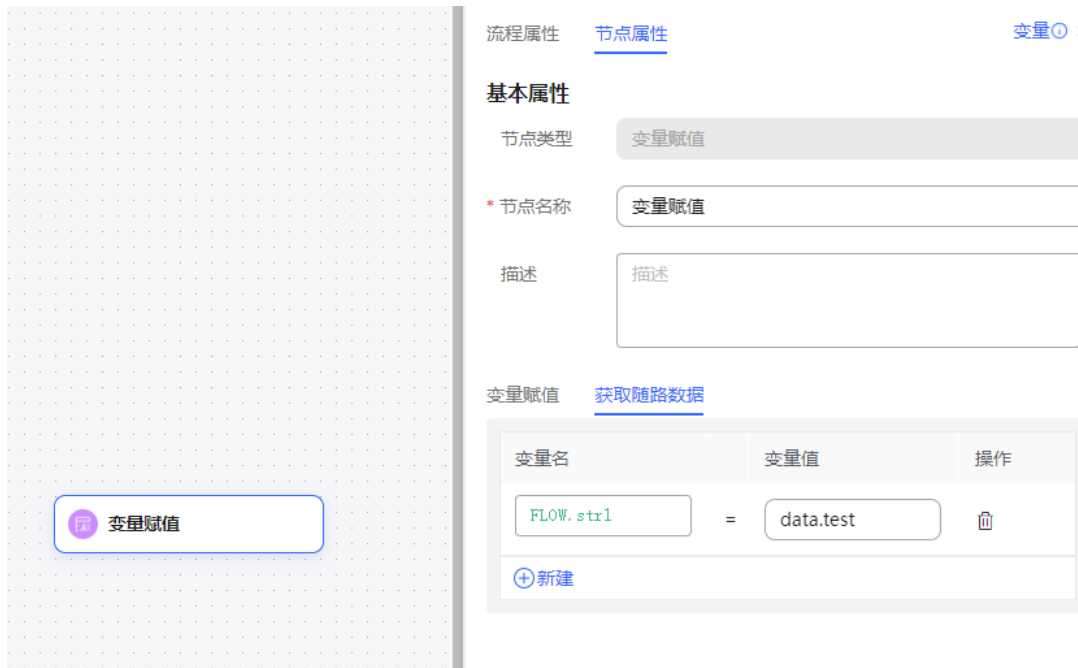 流程属性 节点属性 变量
基本属性
节点类型 变量赋值
* 节点名称 变量赋值
描述 描述
变量赋值 获取随路数据
变量名 变量值 操作
变量赋值 FLOW.str1 = data.test
新建